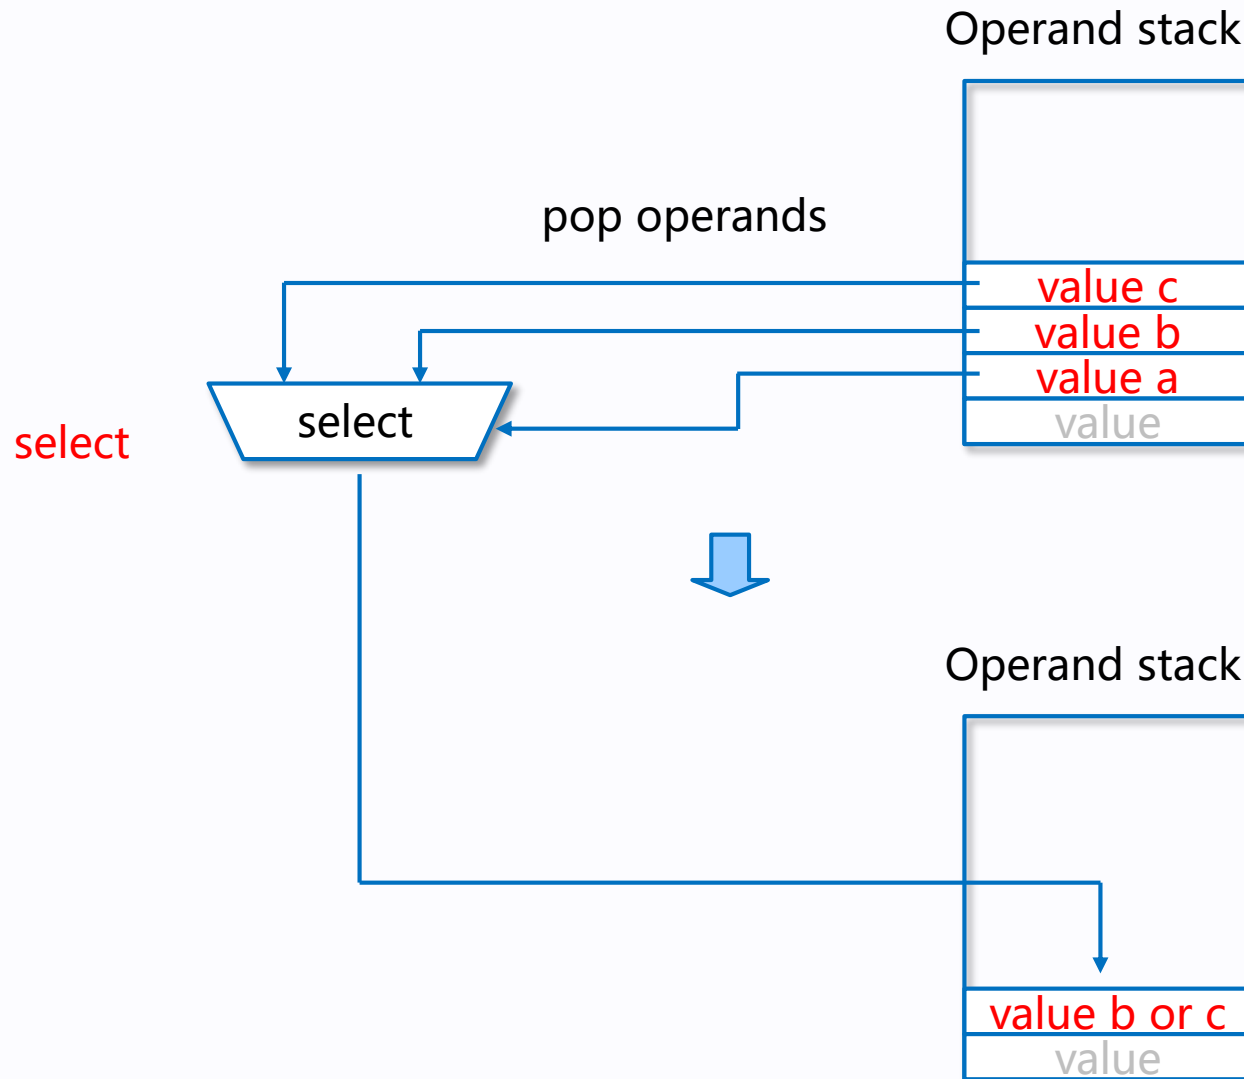 Operand stack
pop operands
value c
value b
value a
value
select
select
Operand stack
value b or c
value